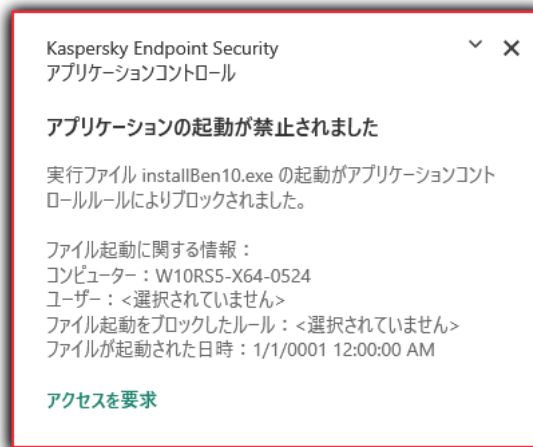 Kaspersky Endpoint Security
アプリケーションコントロール
アプリケーションの起動が禁止されました
実行ファイル installBen10.exe の起動がアプリケーションコント
ロールルールによりブロックされました。
ファイル起動に関する情報：
コンピューター：W10RS5-X64-0524
ユーザー：<選択されていません>
ファイル起動をブロックしたルール：<選択されていません>
ファイルが起動された日時：1/1/0001 12:00:00 AM
アクセスを要求